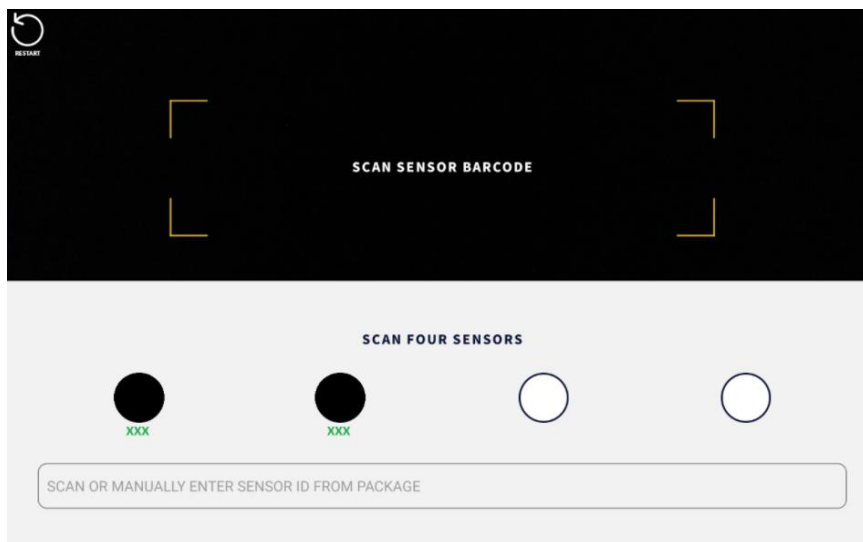 RESTART
SCAN SENSOR BARCODE
SCAN FOUR SENSORS
XXX XXX
SCAN OR MANUALLY ENTER SENSOR ID FROM PACKAGE